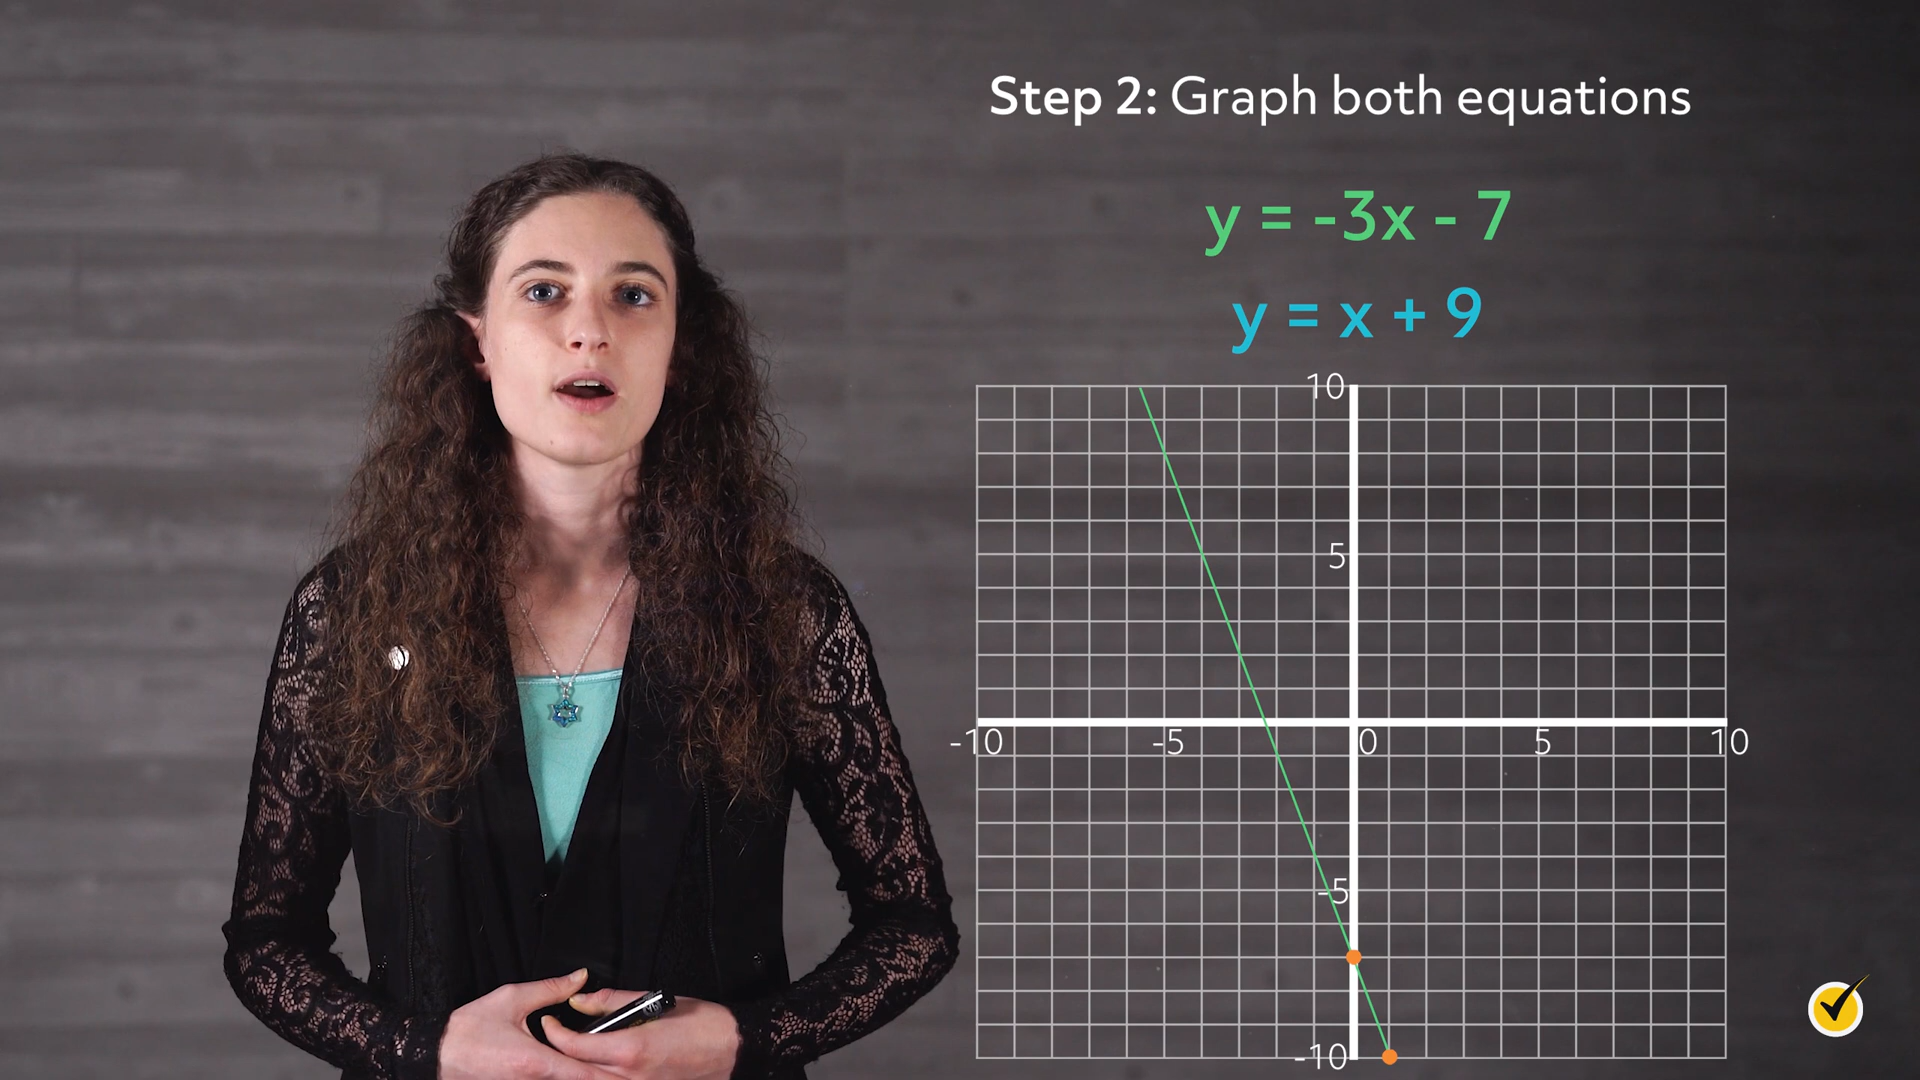 Step 2: Graph both equations
y = -3x - 7
y = x + 9
10
5
-10 -5 0 5 10
-5
-10